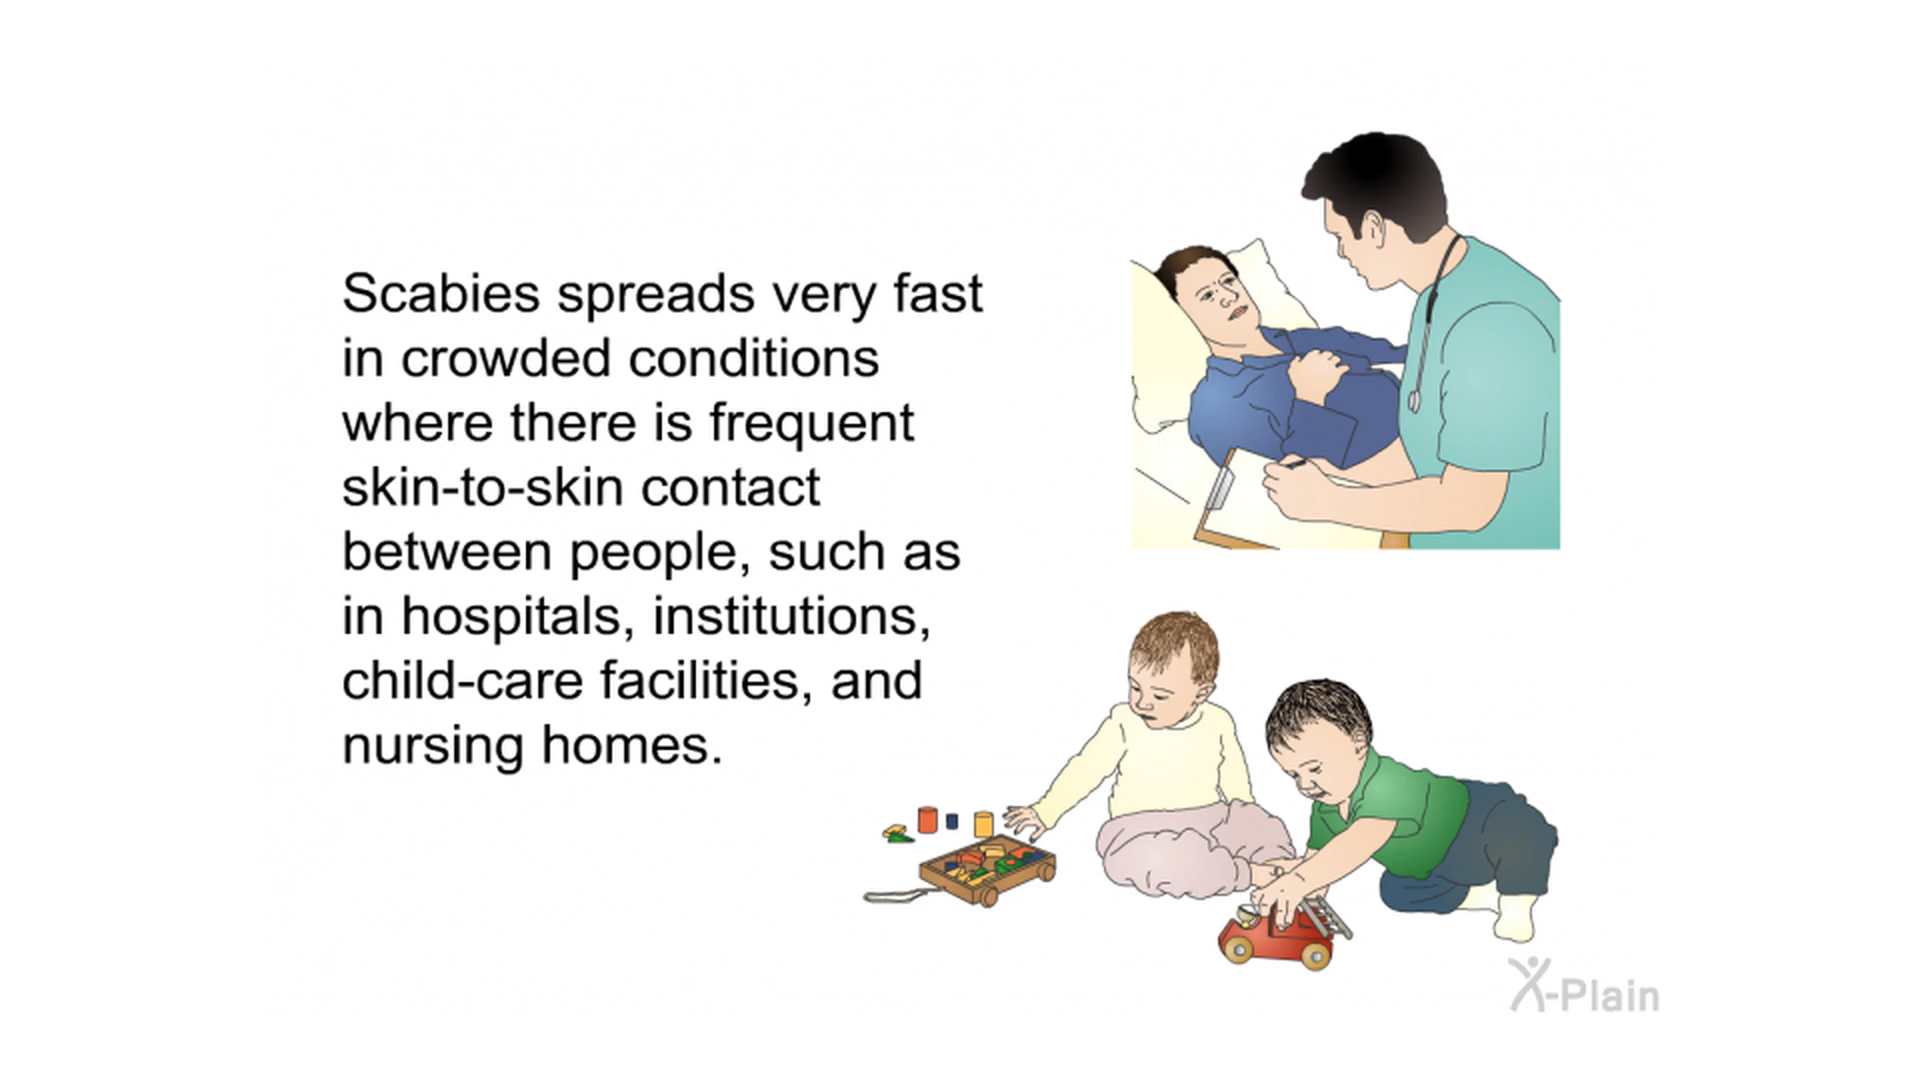 Scabies spreads very fast
in crowded conditions
where there is frequent
skin-to-skin contact
between people, such as
in hospitals, institutions,
child-care facilities, and
nursing homes.
X-Plain